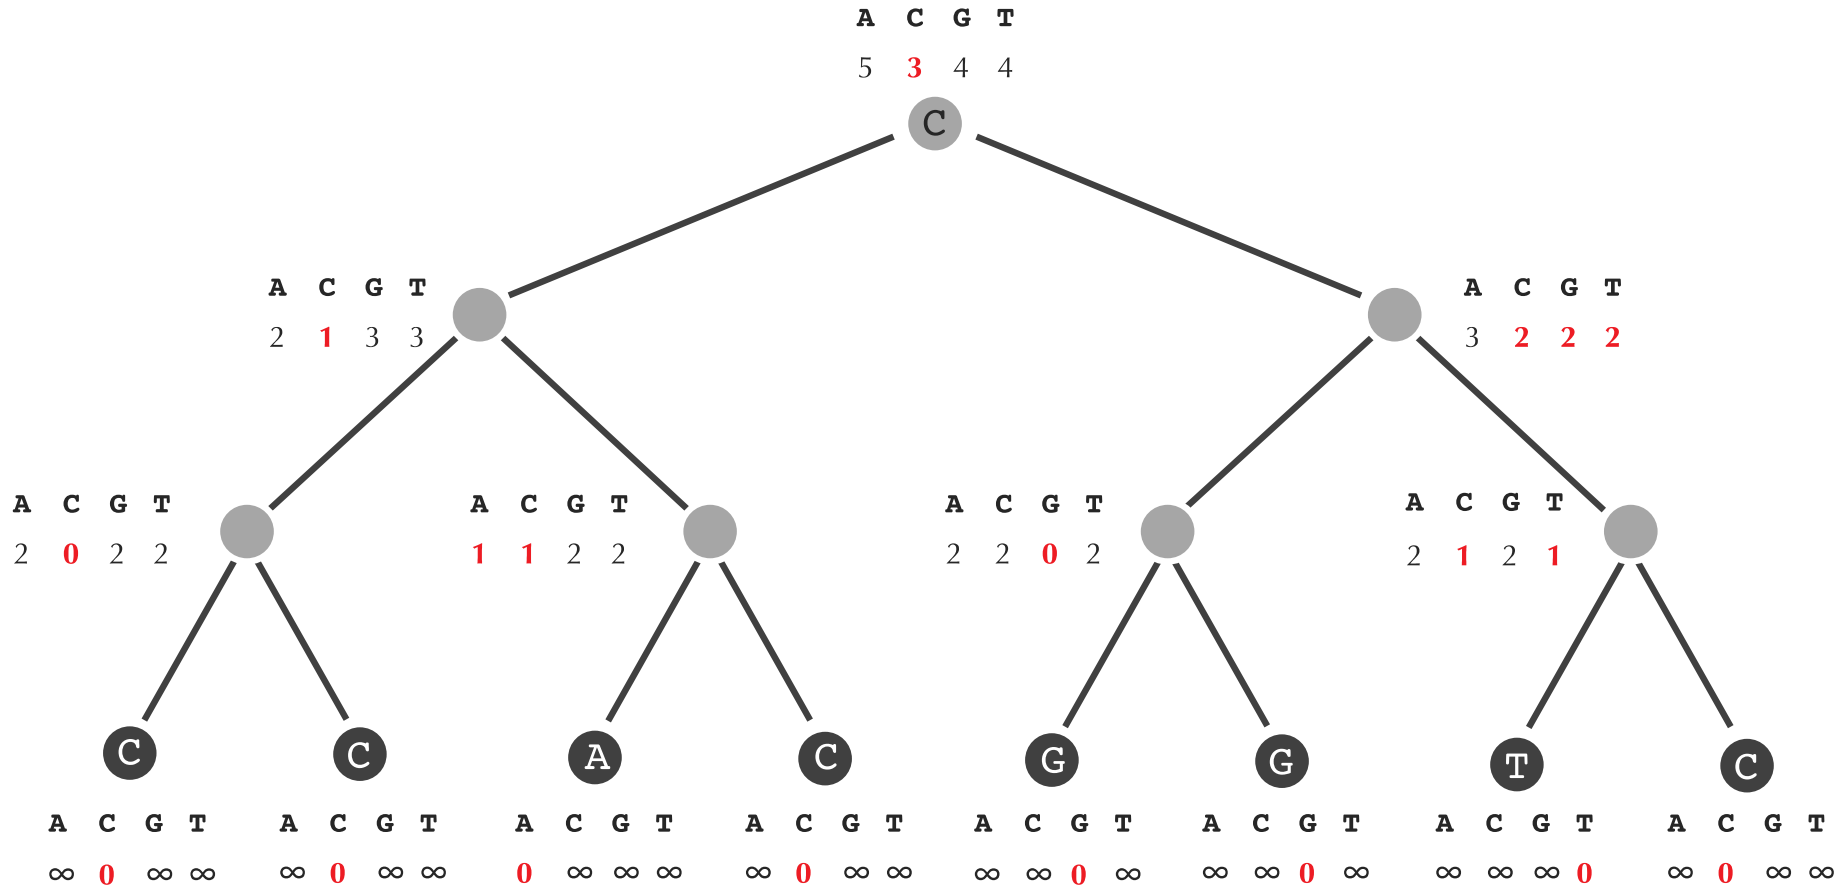 A C G T
5 3 4 4
C
A C G T
2 1 3 3
A C G T
3 2 2 2
A C G T
2 0 2 2
A C G T
1 1 2 2
A C G T
2 2 0 2
A C G T
2 1 2 1
C
C
A
C
G
G
T
C
A C G T
∞ 0 ∞ ∞
A C G T
∞ 0 ∞ ∞
A C G T
0 ∞ ∞ ∞
A C G T
∞ 0 ∞ ∞
A C G T
∞ ∞ 0 ∞
A C G T
∞ ∞ 0 ∞
A C G T
∞ ∞ ∞ 0
A C G T
∞ 0 ∞ ∞